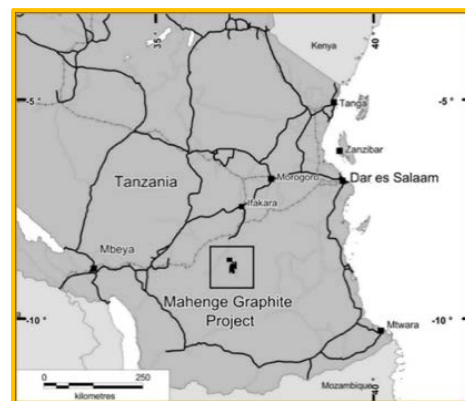 35
40
Kenya
-5
-5
Tanga
Zanzibar
Tanzania
Morogoro
Dar es Salaam
Ifakara
Mbeya
Mahenge Graphite
Project
-10
-10
Mtwara
0
250
kilometres
Mozambique
40